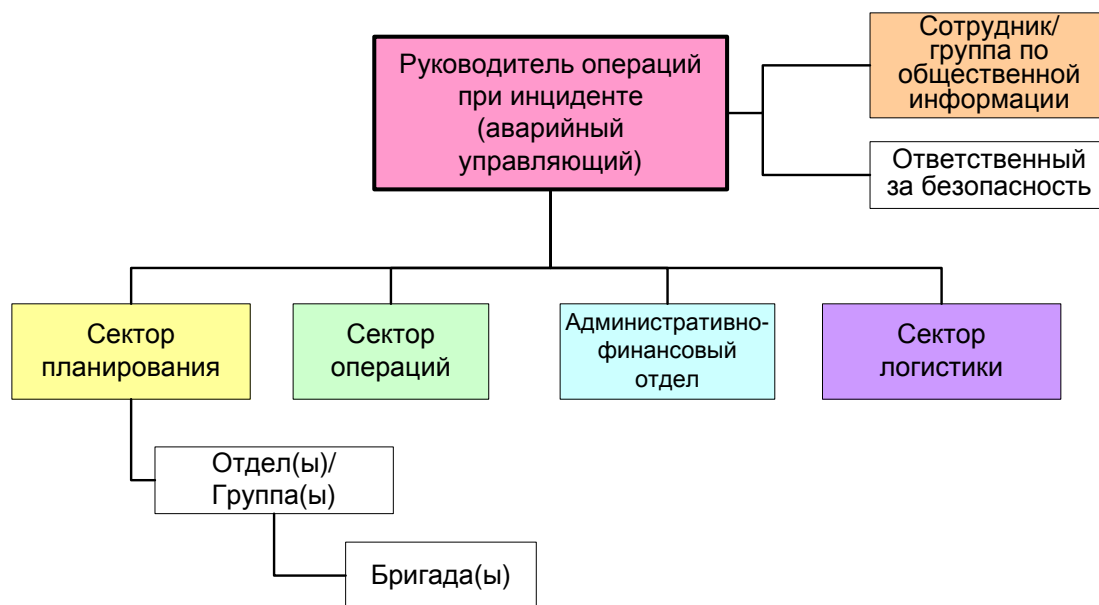 Руководитель операций
при инциденте
(аварийный
управляющий)
Сотрудник/
группа по
общественной
информации
Ответственный
за безопасность
Сектор
планирования
Сектор
операций
Административно-
финансовый
отдел
Сектор
логистики
Отдел(ы)/
Группа(ы)
Бригада(ы)